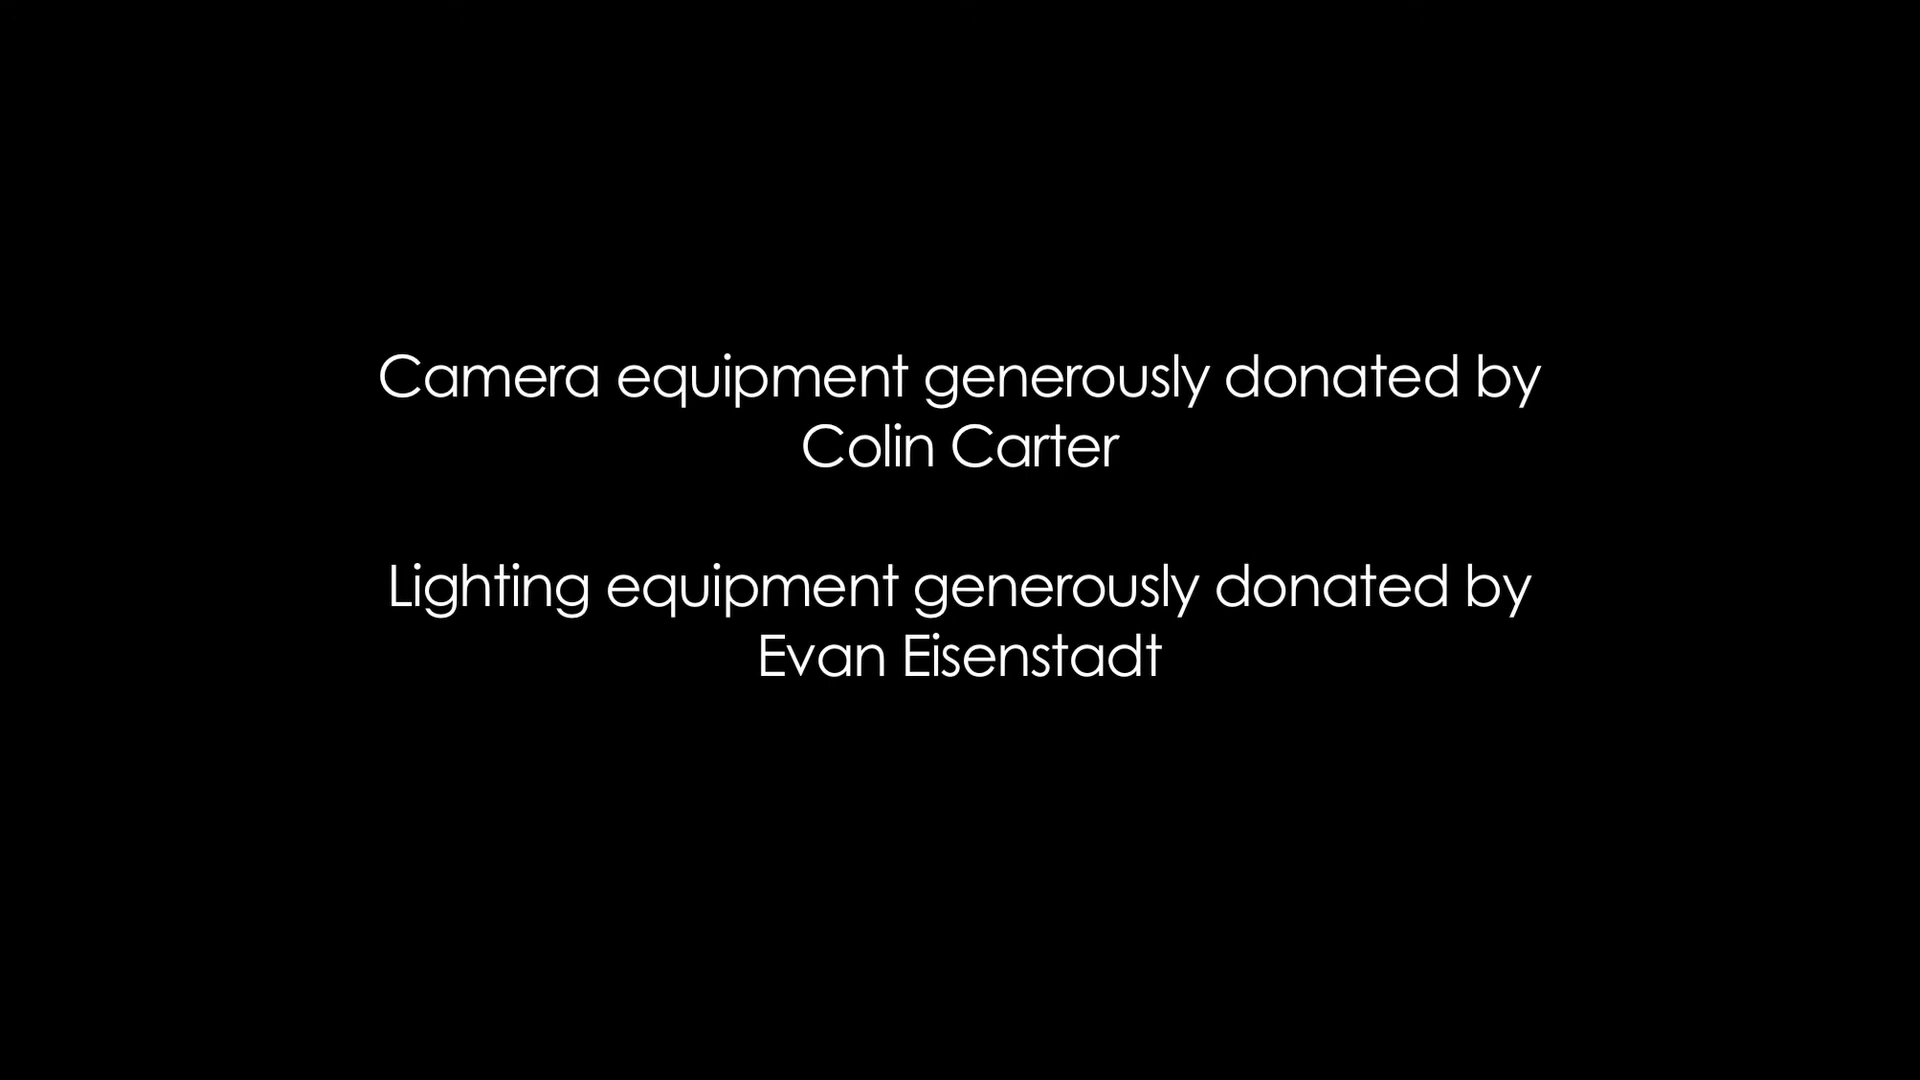 Camera equipment generously donated by
Colin Carter
Lighting equipment generously donated by
Evan Eisenstadt